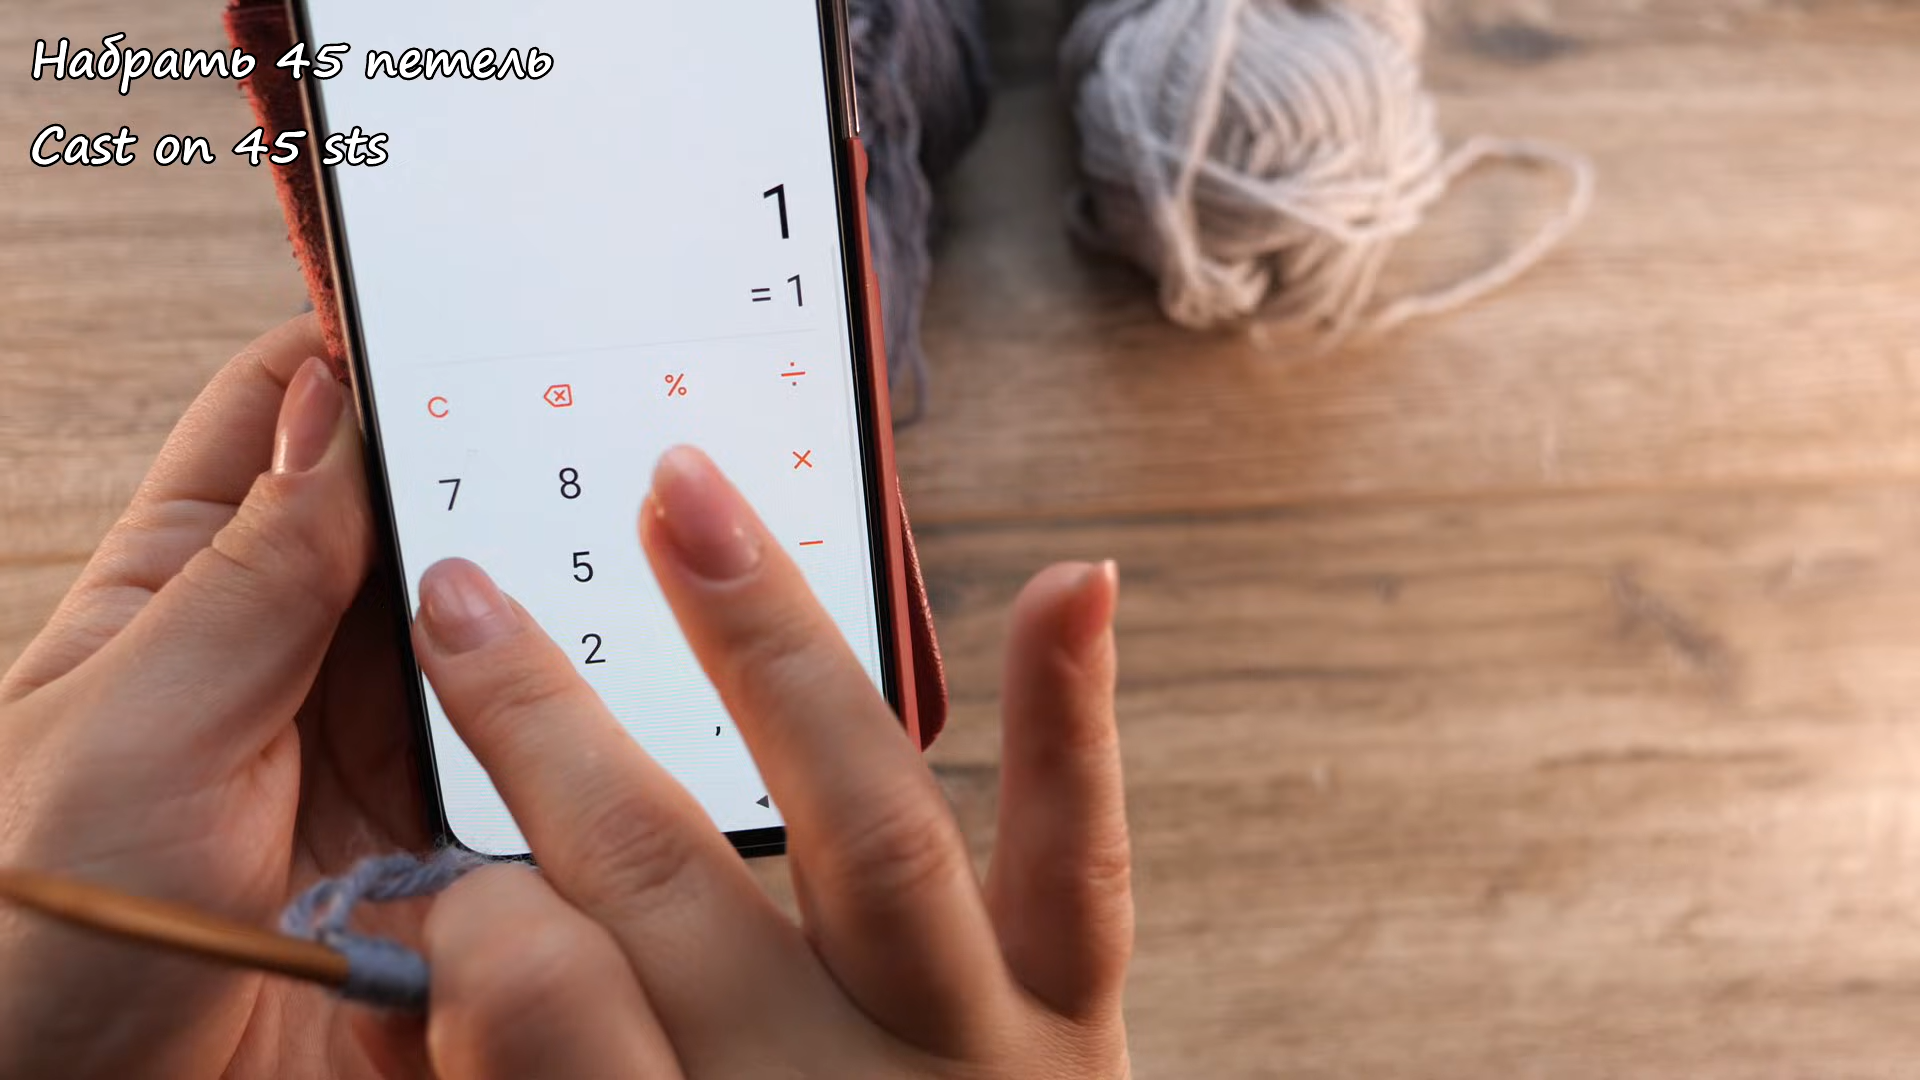 Набрать 45 петель
Cast on 45 sts
1
= 1
C % ÷
7 8 ×
5 −
2
,